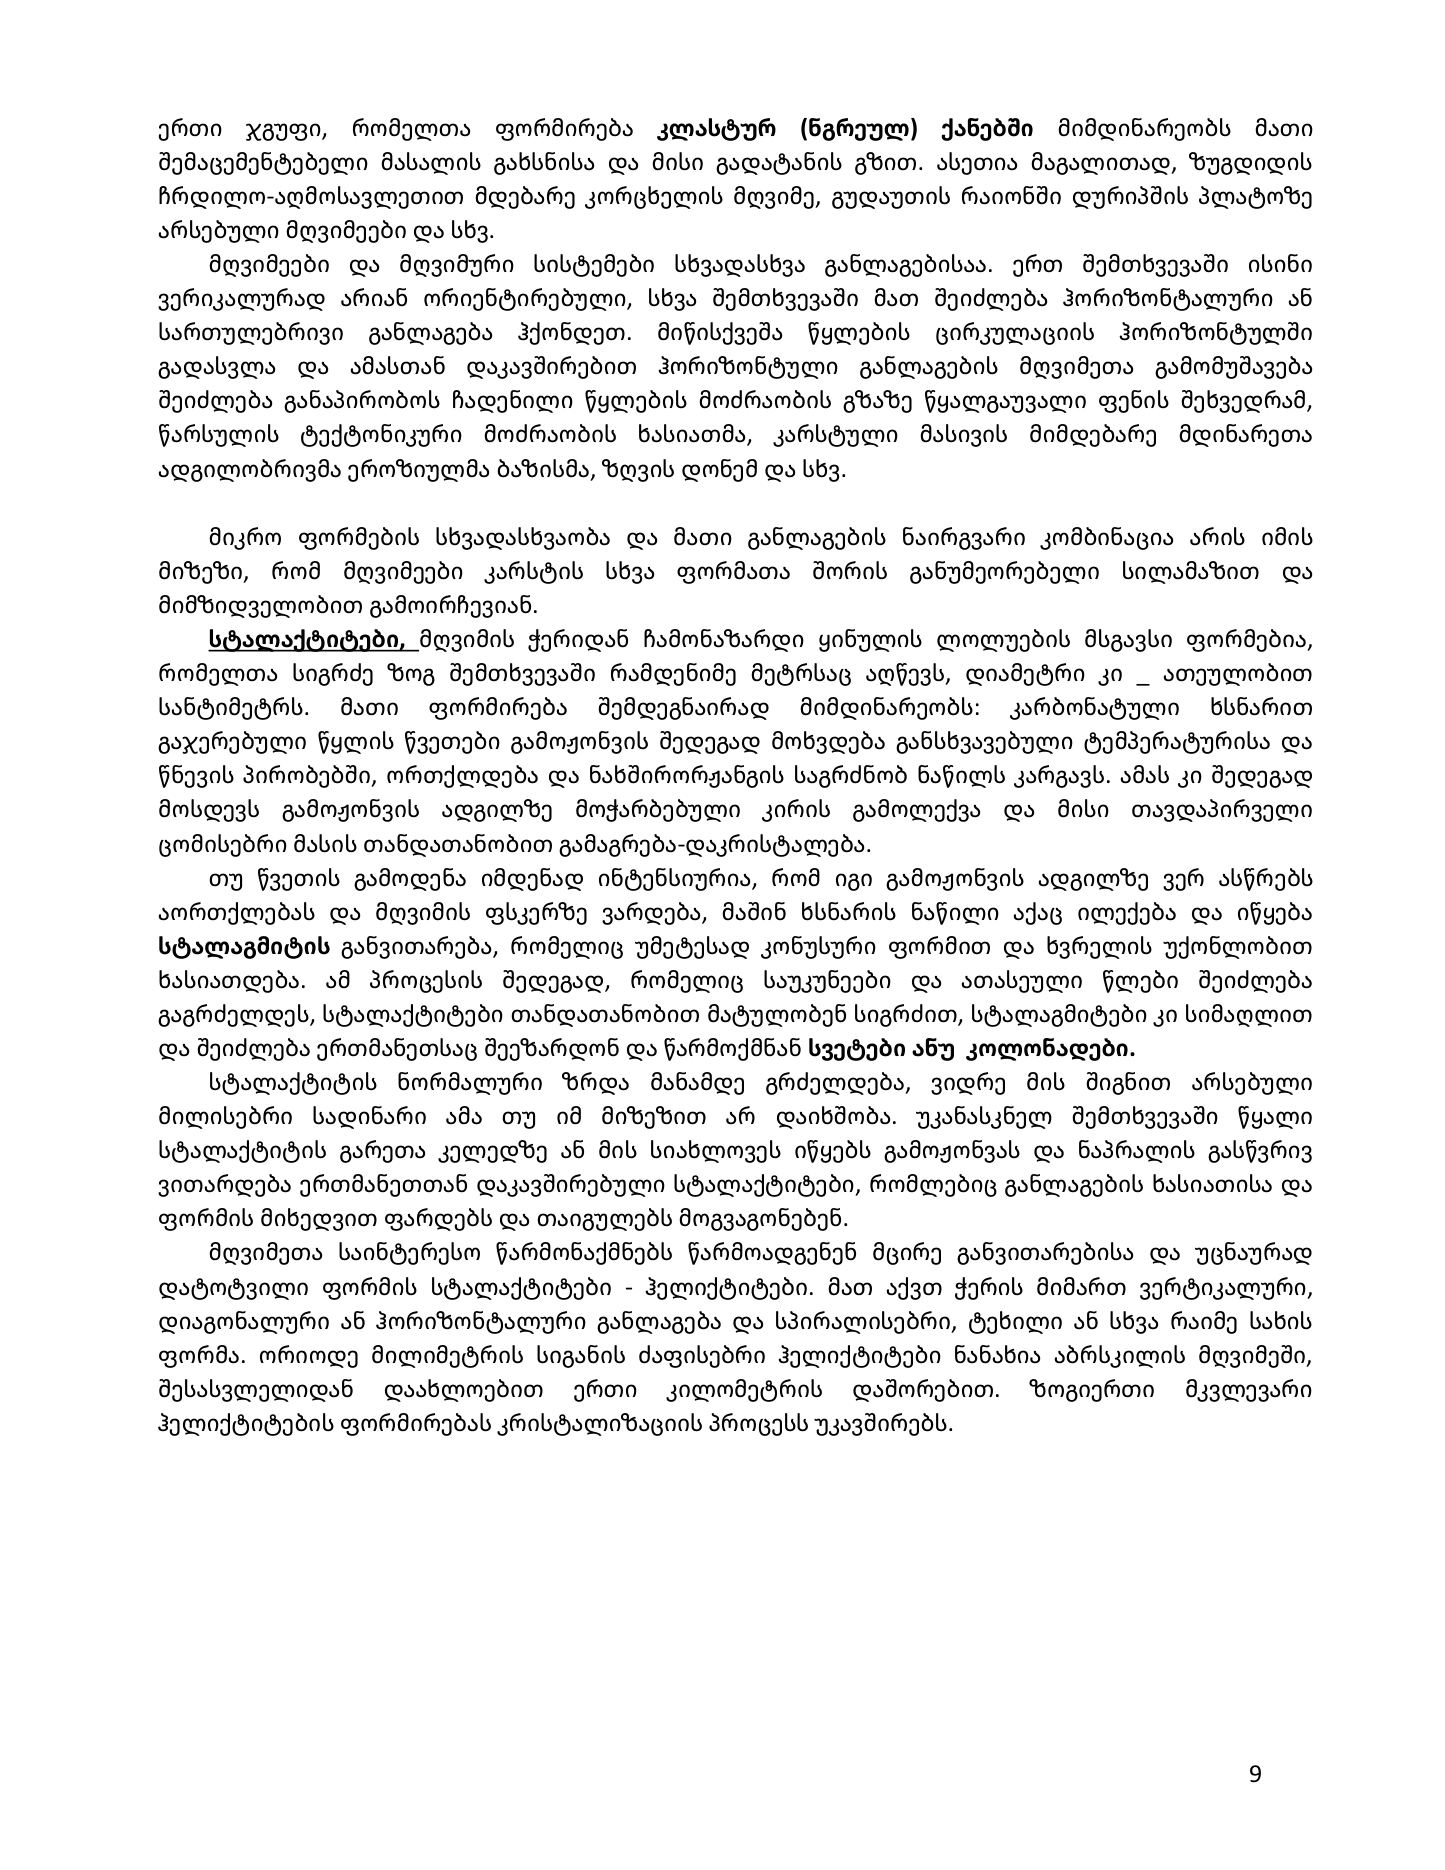 ერთი ჯგუფი, რომელთა ფორმირება კლასტურ (ნგრეულ) ქანებში მიმდინარეობს მათი
შემაცემენტებელი მასალის გახსნისა და მისი გადატანის გზით. ასეთია მაგალითად, ზუგდიდის
ჩრდილო-აღმოსავლეთით მდებარე კორცხელის მღვიმე, გუდაუთის რაიონში დურიპშის პლატოზე
არსებული მღვიმეები და სხვ.
მღვიმეები და მღვიმური სისტემები სხვადასხვა განლაგებისაა. ერთ შემთხვევაში ისინი
ვერიკალურად არიან ორიენტირებული, სხვა შემთხვევაში მათ შეიძლება ჰორიზონტალური ან
სართულებრივი განლაგება ჰქონდეთ. მიწისქვეშა წყლების ცირკულაციის ჰორიზონტულში
გადასვლა და ამასთან დაკავშირებით ჰორიზონტული განლაგების მღვიმეთა გამომუშავება
შეიძლება განაპირობოს ჩადენილი წყლების მოძრაობის გზაზე წყალგაუვალი ფენის შეხვედრამ,
წარსულის ტექტონიკური მოძრაობის ხასიათმა, კარსტული მასივის მიმდებარე მდინარეთა
ადგილობრივმა ეროზიულმა ბაზისმა, ზღვის დონემ და სხვ.
მიკრო ფორმების სხვადასხვაობა და მათი განლაგების ნაირგვარი კომბინაცია არის იმის
მიზეზი, რომ მღვიმეები კარსტის სხვა ფორმათა შორის განუმეორებელი სილამაზით და
მიმზიდველობით გამოირჩევიან.
სტალაქტიტები, მღვიმის ჭერიდან ჩამონაზარდი ყინულის ლოლუების მსგავსი ფორმებია,
რომელთა სიგრძე ზოგ შემთხვევაში რამდენიმე მეტრსაც აღწევს, დიამეტრი კი _ ათეულობით
სანტიმეტრს. მათი ფორმირება შემდეგნაირად მიმდინარეობს: კარბონატული ხსნარით
გაჯერებული წყლის წვეთები გამოჟონვის შედეგად მოხვდება განსხვავებული ტემპერატურისა და
წნევის პირობებში, ორთქლდება და ნახშირორჟანგის საგრძნობ ნაწილს კარგავს. ამას კი შედეგად
მოსდევს გამოჟონვის ადგილზე მოჭარბებული კირის გამოლექვა და მისი თავდაპირველი
ცომისებრი მასის თანდათანობით გამაგრება-დაკრისტალება.
თუ წვეთის გამოდენა იმდენად ინტენსიურია, რომ იგი გამოჟონვის ადგილზე ვერ ასწრებს
აორთქლებას და მღვიმის ფსკერზე ვარდება, მაშინ ხსნარის ნაწილი აქაც ილექება და იწყება
სტალაგმიტის განვითარება, რომელიც უმეტესად კონუსური ფორმით და ხვრელის უქონლობით
ხასიათდება. ამ პროცესის შედეგად, რომელიც საუკუნეები და ათასეული წლები შეიძლება
გაგრძელდეს, სტალაქტიტები თანდათანობით მატულობენ სიგრძით, სტალაგმიტები კი სიმაღლით
და შეიძლება ერთმანეთსაც შეეზარდონ და წარმოქმნან სვეტები ანუ კოლონადები.
სტალაქტიტის ნორმალური ზრდა მანამდე გრძელდება, ვიდრე მის შიგნით არსებული
მილისებრი სადინარი ამა თუ იმ მიზეზით არ დაიხშობა. უკანასკნელ შემთხვევაში წყალი
სტალაქტიტის გარეთა კელედზე ან მის სიახლოვეს იწყებს გამოჟონვას და ნაპრალის გასწვრივ
ვითარდება ერთმანეთთან დაკავშირებული სტალაქტიტები, რომლებიც განლაგების ხასიათისა და
ფორმის მიხედვით ფარდებს და თაიგულებს მოგვაგონებენ.
მღვიმეთა საინტერესო წარმონაქმნებს წარმოადგენენ მცირე განვითარებისა და უცნაურად
დატოტვილი ფორმის სტალაქტიტები - ჰელიქტიტები. მათ აქვთ ჭერის მიმართ ვერტიკალური,
დიაგონალური ან ჰორიზონტალური განლაგება და სპირალისებრი, ტეხილი ან სხვა რაიმე სახის
ფორმა. ორიოდე მილიმეტრის სიგანის ძაფისებრი ჰელიქტიტები ნანახია აბრსკილის მღვიმეში,
შესასვლელიდან დაახლოებით ერთი კილომეტრის დაშორებით. ზოგიერთი მკვლევარი
ჰელიქტიტების ფორმირებას კრისტალიზაციის პროცესს უკავშირებს.
9